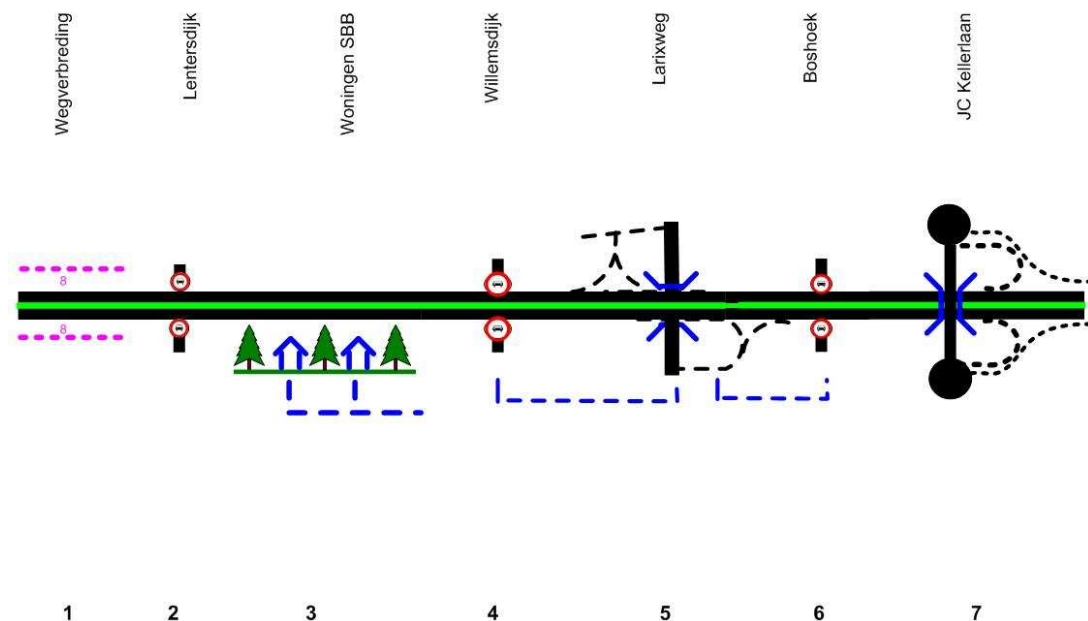 Wegverbreding
Lentersdijk
Woningen SBB
Willemsdijk
Larixweg
Boshoek
JC Kellerlaan
8
8
1
2
3
4
5
6
7